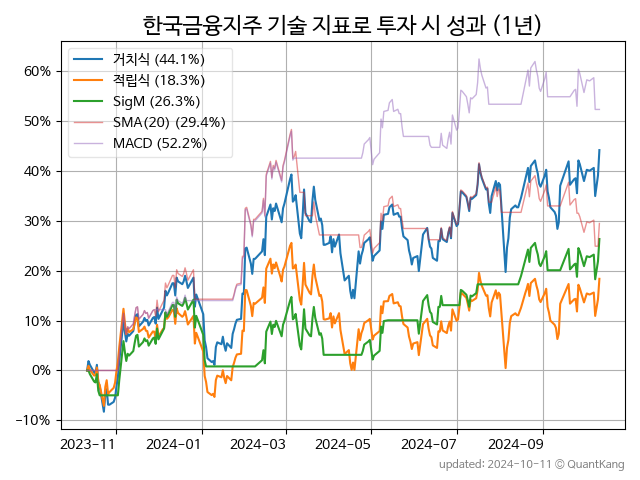 한국금융지주 기술 지표로 투자 시 성과 (1년)
거치식 (44.1%)
적립식 (18.3%)
SigM (26.3%)
SMA(20) (29.4%)
MACD (52.2%)
60%
50%
40%
30%
20%
10%
0%
−10%
2023-11 2024-01 2024-03 2024-05 2024-07 2024-09
updated: 2024-10-11 © QuantKang